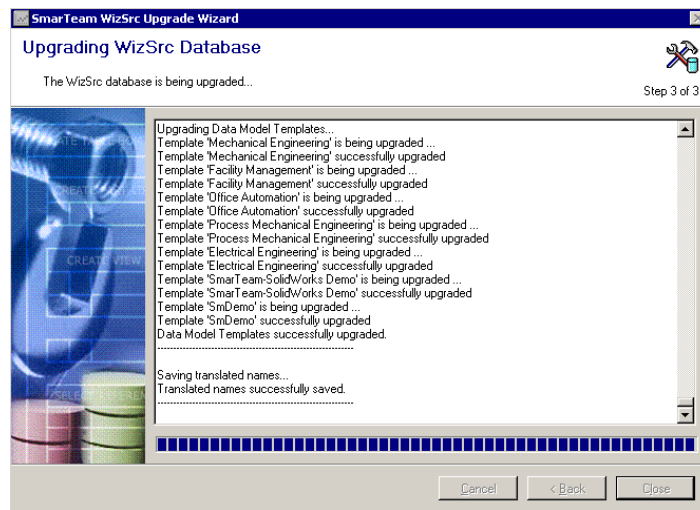 SmarTeam WizSrc Upgrade Wizard
Upgrading WizSrc Database
The WizSrc database is being upgraded...
Step 3 of 3
Upgrading Data Model Templates...
Template 'Mechanical Engineering' is being upgraded ...
Template 'Mechanical Engineering' successfully upgraded
Template 'Facility Management' is being upgraded ...
Template 'Facility Management' successfully upgraded
Template 'Office Automation' is being upgraded ...
Template 'Office Automation' successfully upgraded
Template 'Process Mechanical Engineering' is being upgraded ...
Template 'Process Mechanical Engineering' successfully upgraded
Template 'Electrical Engineering' is being upgraded ...
Template 'Electrical Engineering' successfully upgraded
Template 'SmarTeam-SolidWorks Demo' is being upgraded ...
Template 'SmarTeam-SolidWorks Demo' successfully upgraded
Template 'SmDemo' is being upgraded ...
Template 'SmDemo' successfully upgraded
Data Model Templates successfully upgraded.
------------------------------------------------------------
Saving translated names...
Translated names successfully saved.
------------------------------------------------------------
CREATE VIEW
Cancel
< Back
Close